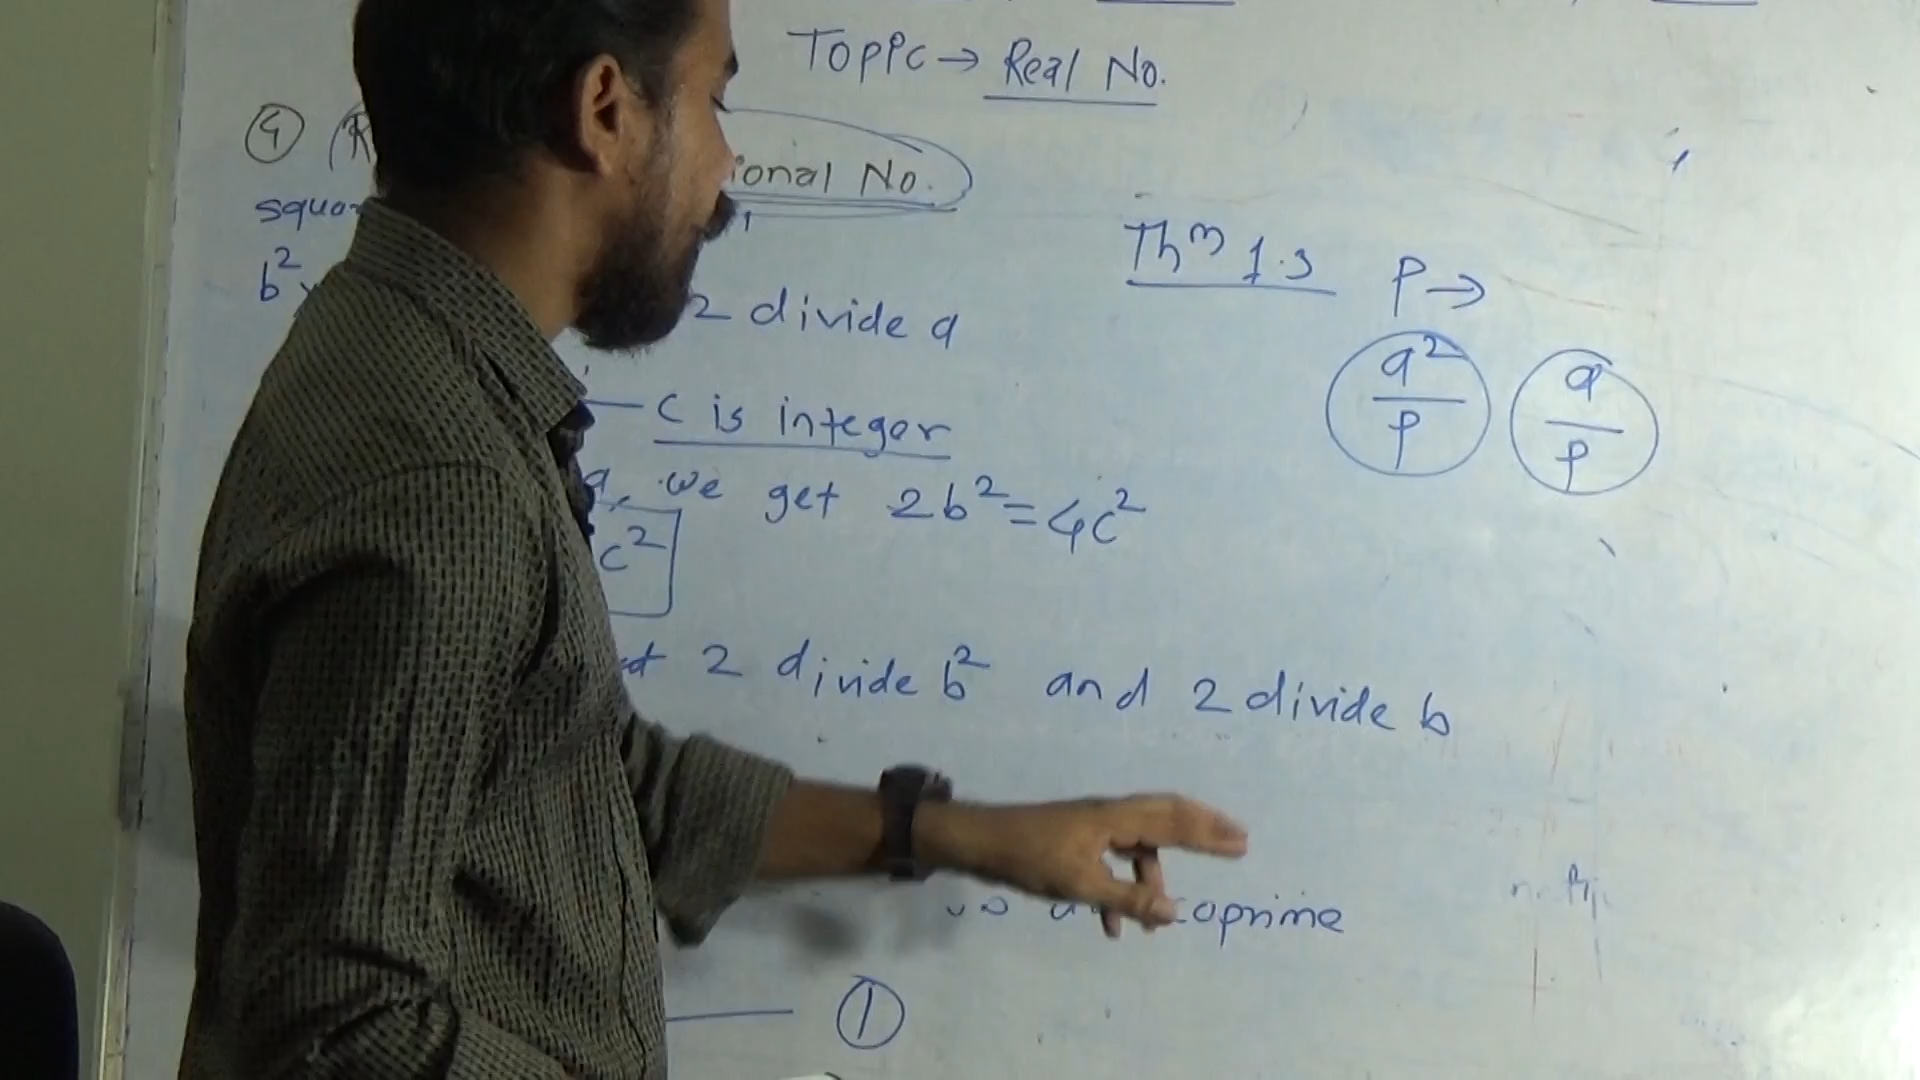 Topic → Real No.
4
ional No.
squar
b²
Thm 1.3 P →
2 divide a
a²/P a/P
— C is integer
a, we get 2b² = 4c²
c²
2 divide b² and 2 divide b
coprime
1